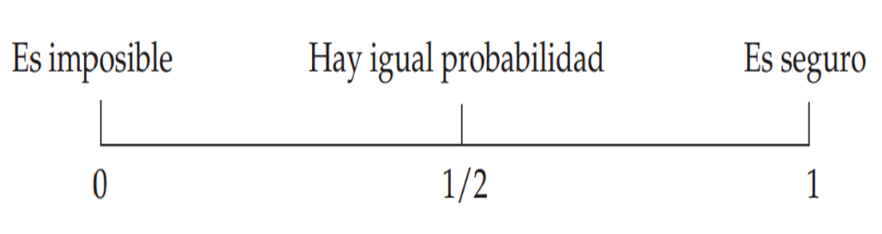 Es imposible Hay igual probabilidad Es seguro
0 1/2 1